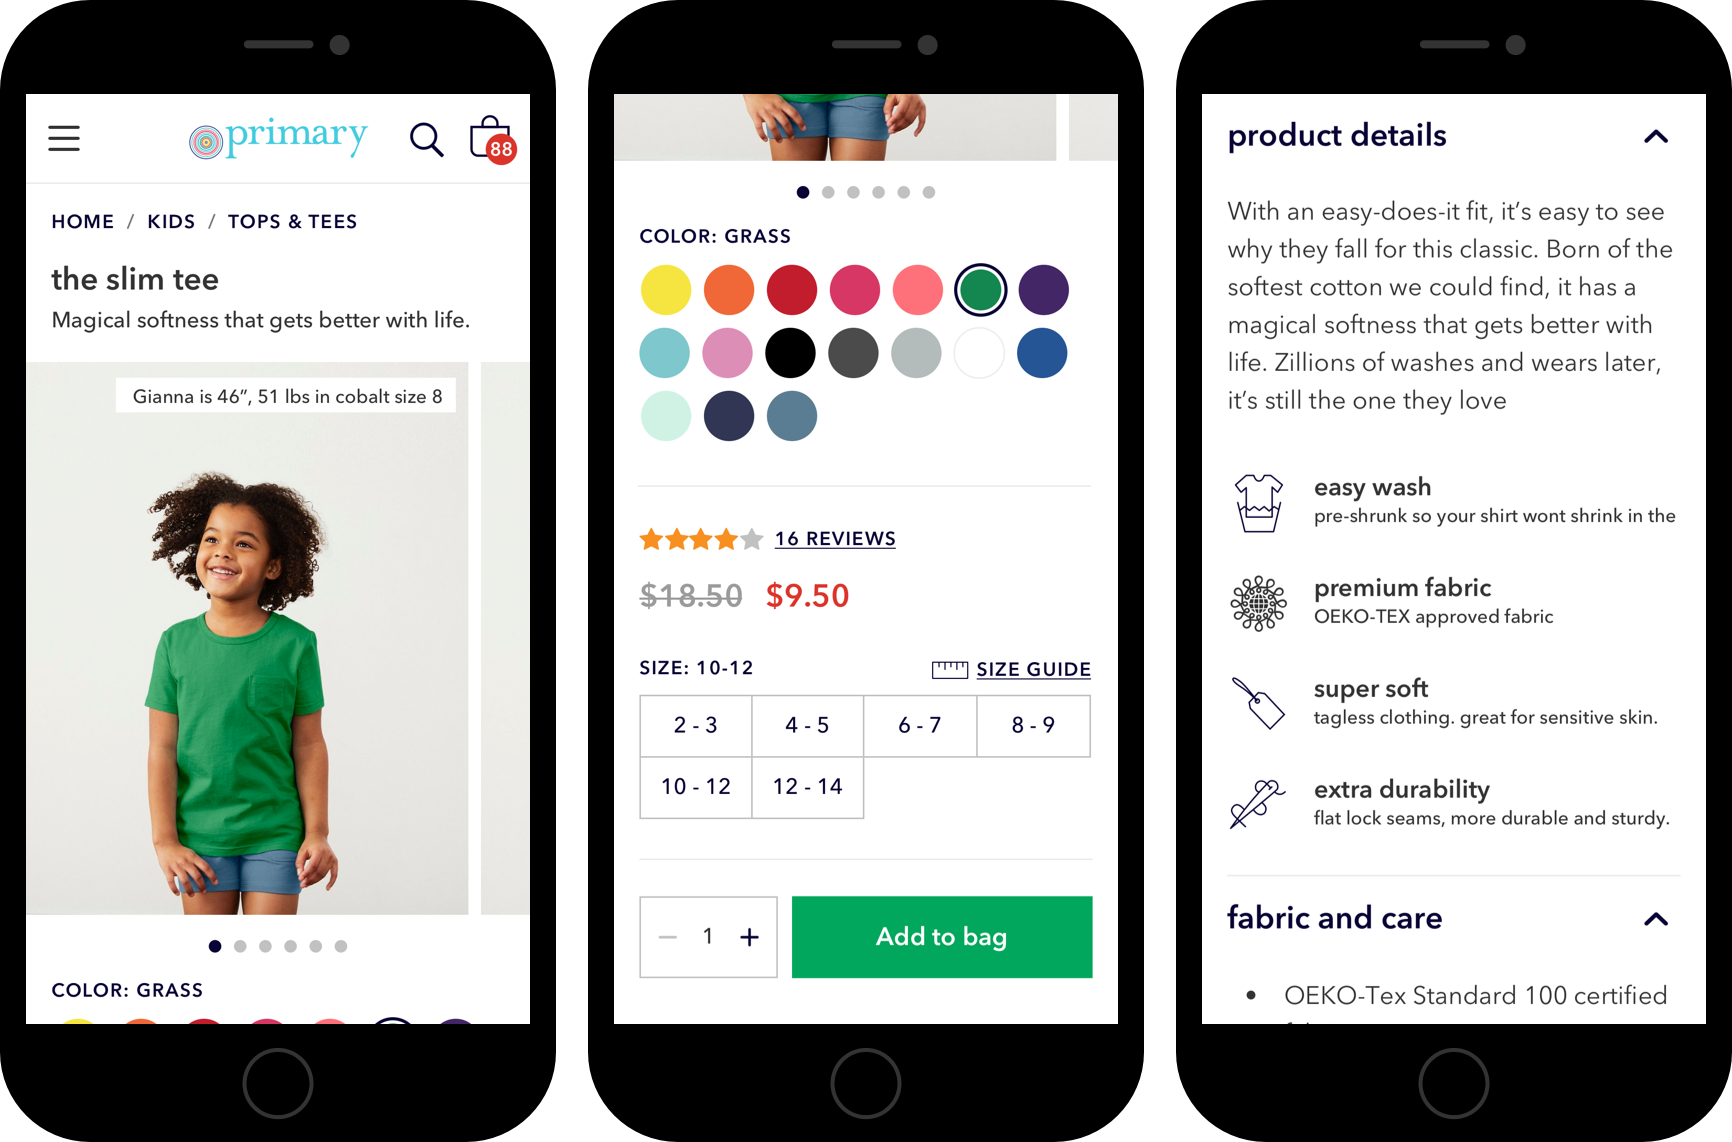 primary
88
HOME / KIDS / TOPS & TEES
the slim tee
Magical softness that gets better with life.
Gianna is 46”, 51 lbs in cobalt size 8
COLOR: GRASS
COLOR: GRASS
16 REVIEWS
$18.50 $9.50
SIZE: 10-12 SIZE GUIDE
2 - 3 4 - 5 6 - 7 8 - 9
10 - 12 12 - 14
1 Add to bag
product details
With an easy-does-it fit, it’s easy to see
why they fall for this classic. Born of the
softest cotton we could find, it has a
magical softness that gets better with
life. Zillions of washes and wears later,
it’s still the one they love
easy wash
pre-shrunk so your shirt wont shrink in the
premium fabric
OEKO-TEX approved fabric
super soft
tagless clothing. great for sensitive skin.
extra durability
flat lock seams, more durable and sturdy.
fabric and care
• OEKO-Tex Standard 100 certified